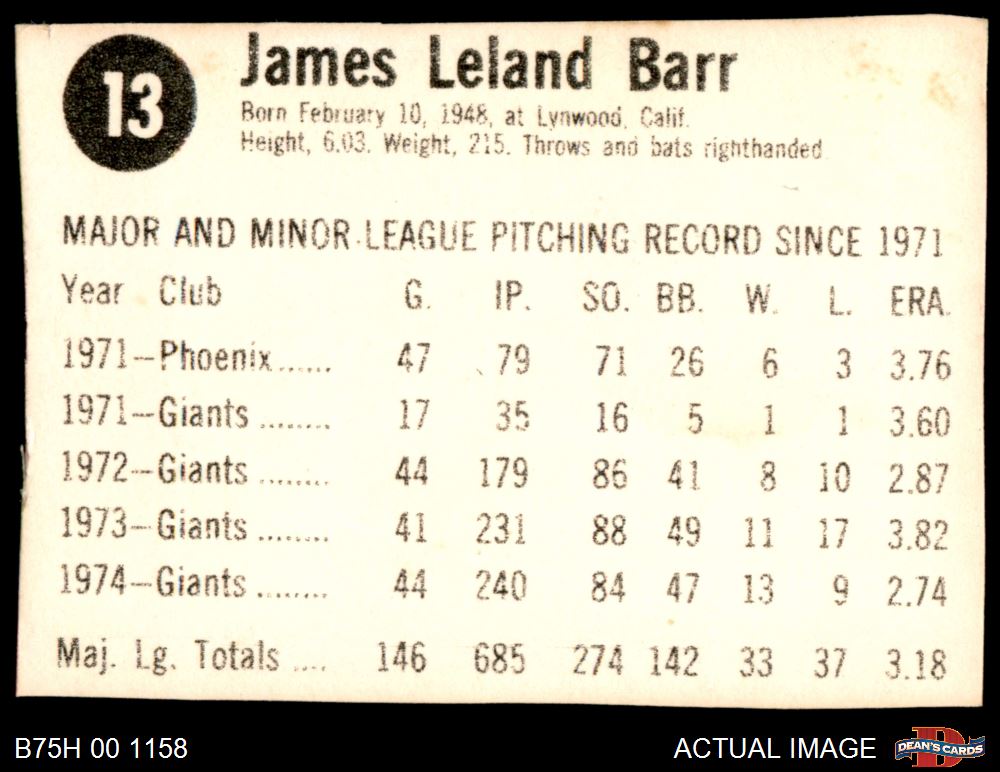 13
James Leland Barr
Born February 10, 1948, at Lynwood, Calif.
Height, 6.03. Weight, 215. Throws and bats righthanded
MAJOR AND MINOR LEAGUE PITCHING RECORD SINCE 1971
Year Club G. IP. SO. BB. W. L. ERA.
1971—Phoenix...... 47 79 71 26 6 3 3.76
1971—Giants ........ 17 35 16 5 1 1 3.60
1972—Giants ........ 44 179 86 41 8 10 2.87
1973—Giants ........ 41 231 88 49 11 17 3.82
1974—Giants ........ 44 240 84 47 13 9 2.74
Maj. Lg. Totals .... 146 685 274 142 33 37 3.18
B75H 00 1158
ACTUAL IMAGE
D
DEAN'S CARDS